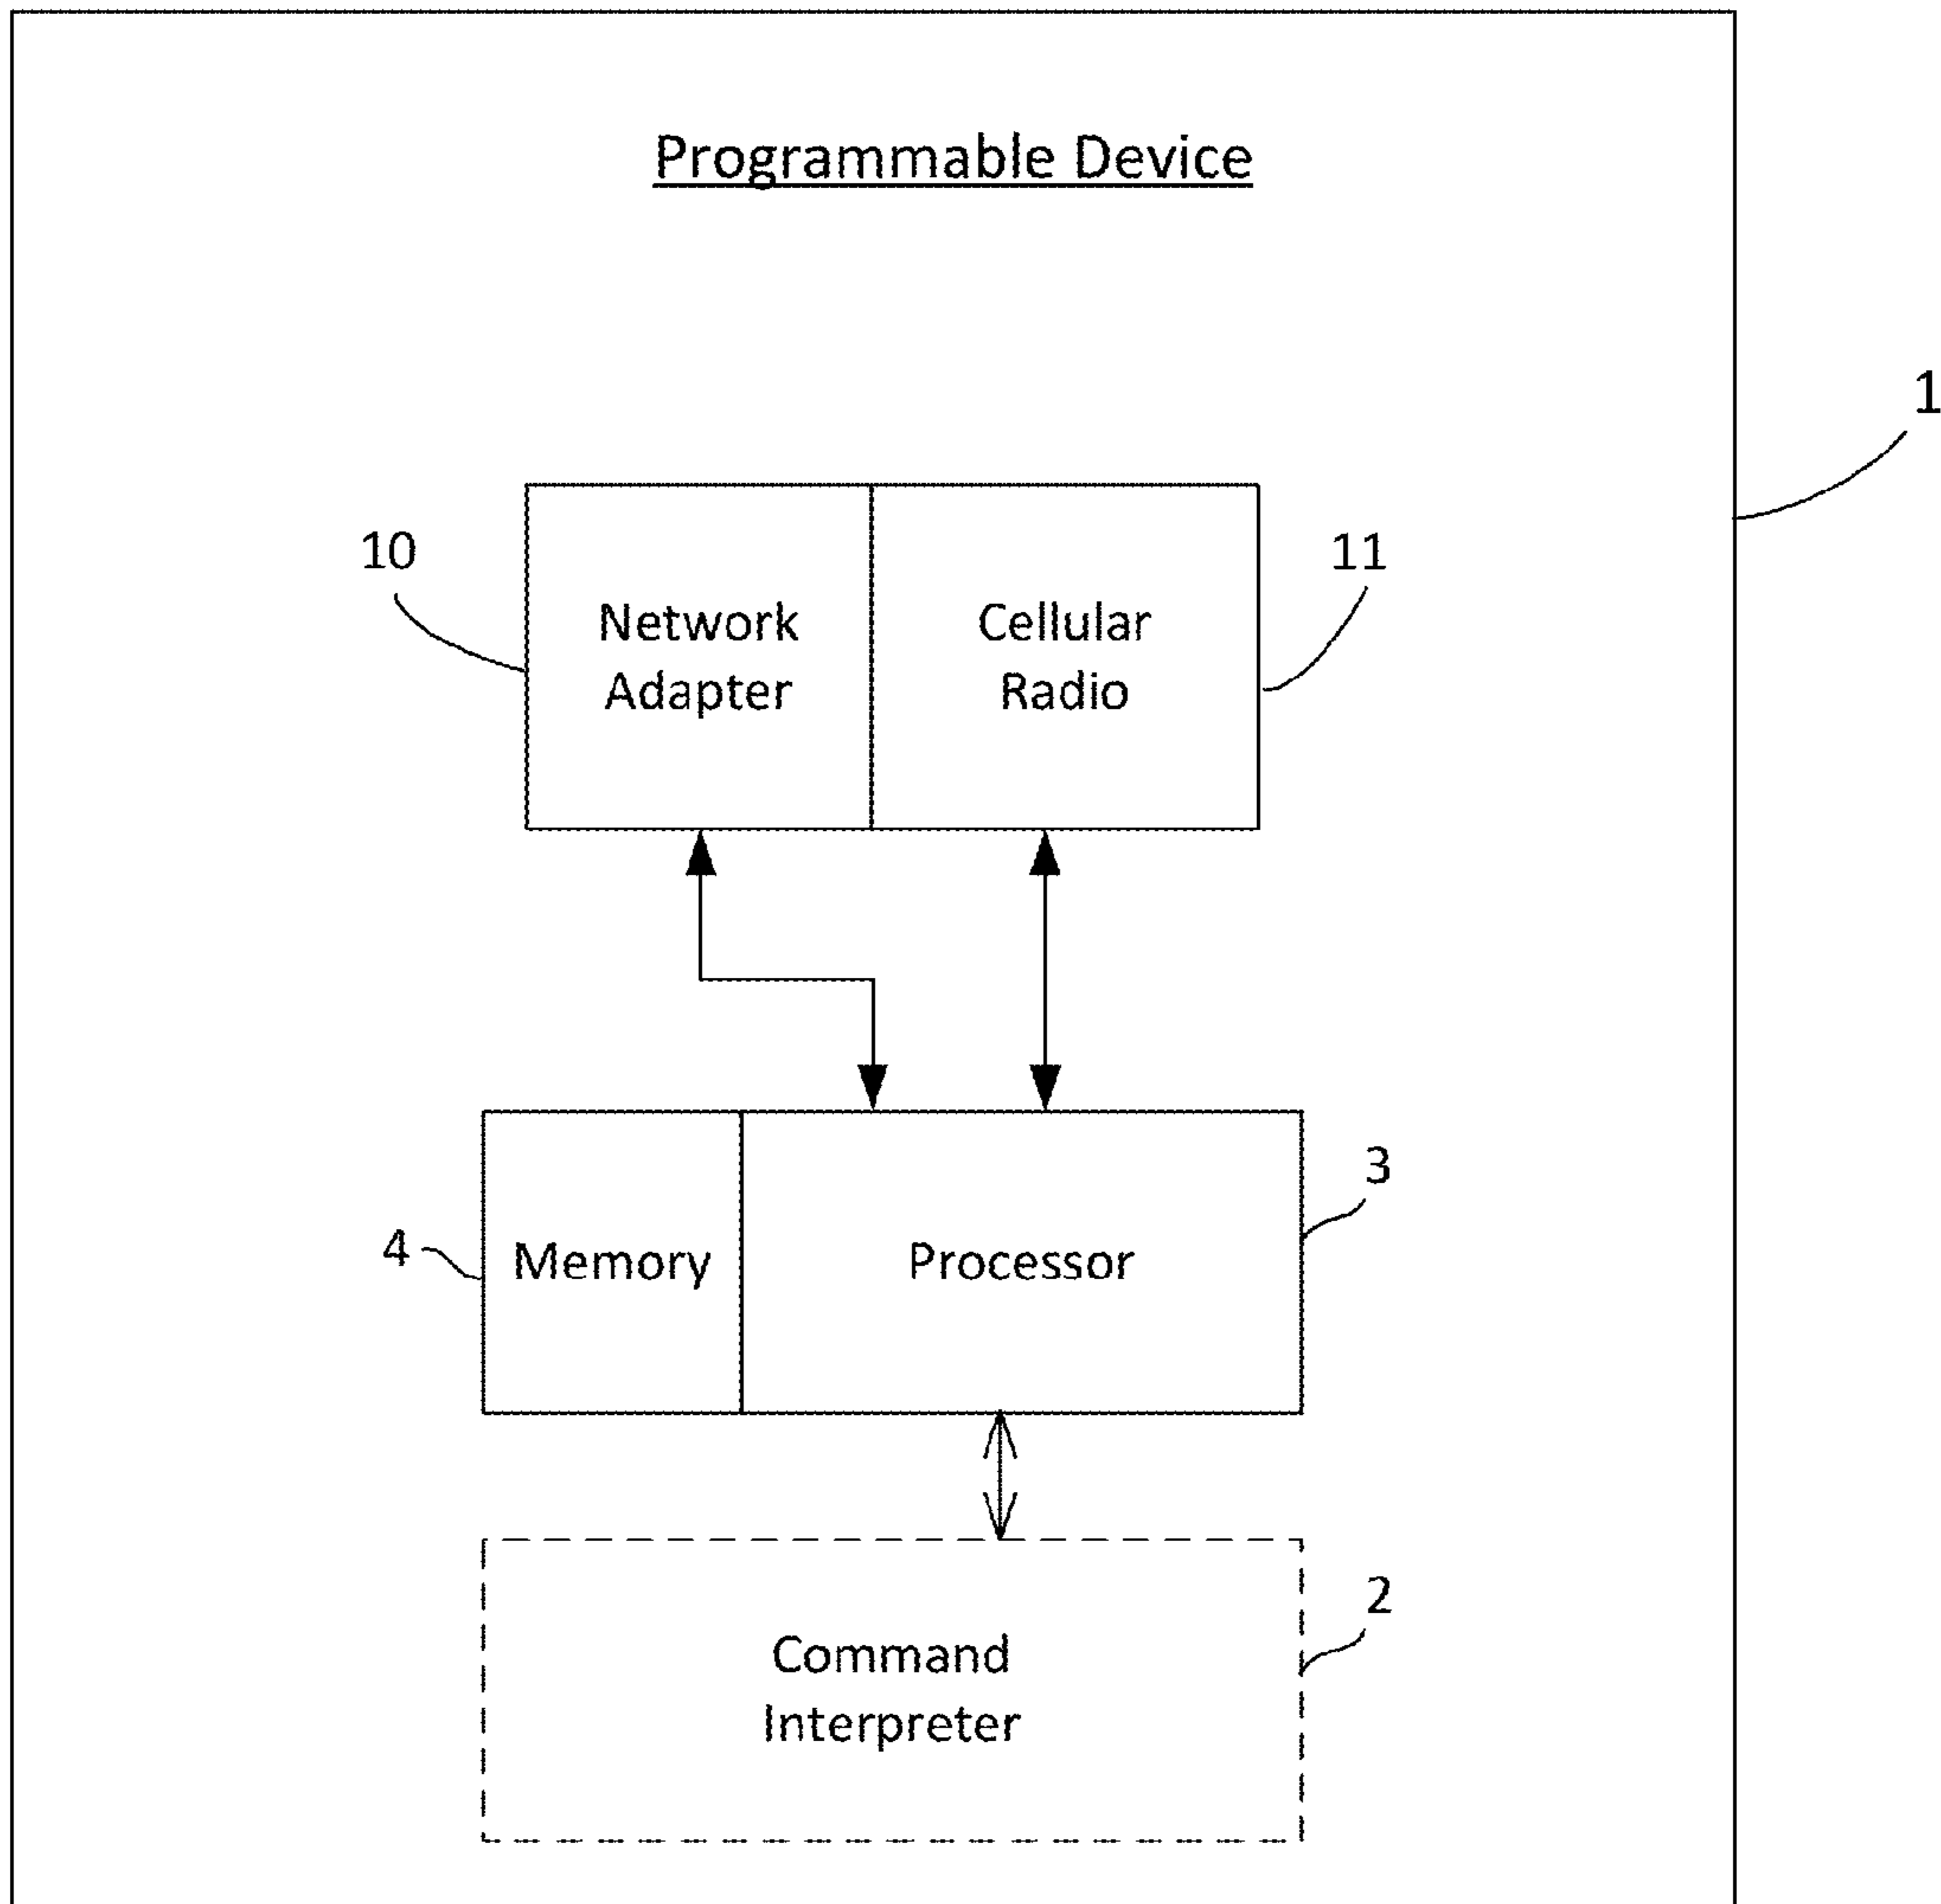 Programmable Device
1
10
11
Network
Adapter
Cellular
Radio
3
4
Memory
Processor
2
Command
Interpreter